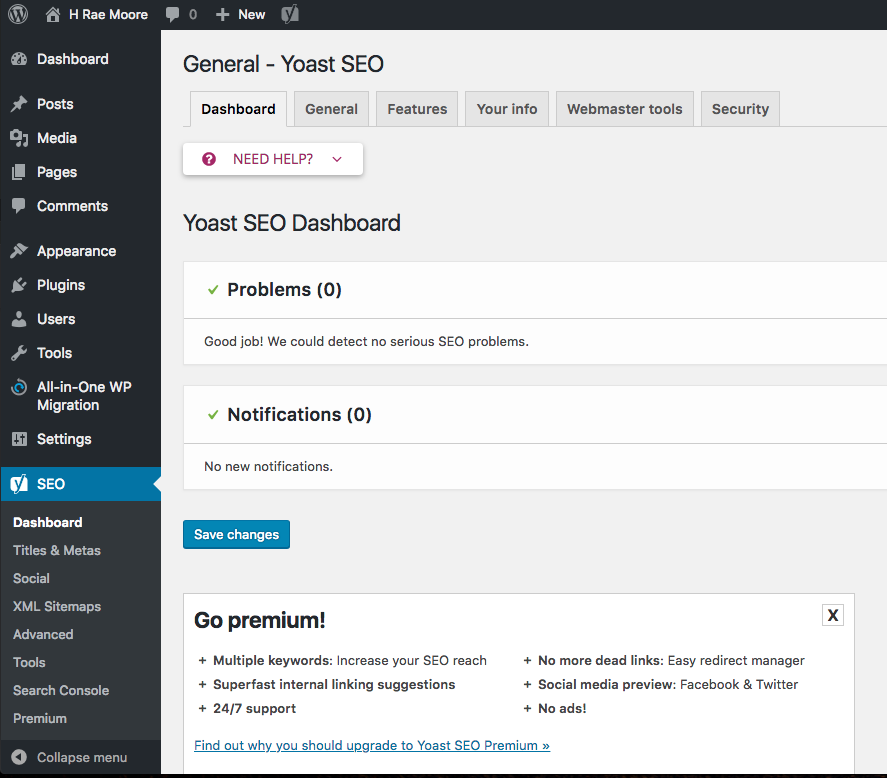 H Rae Moore 0 + New
Dashboard
Posts
Media
Pages
Comments
Appearance
Plugins
Users
Tools
All-in-One WP
Migration
Settings
SEO
Dashboard
Titles & Metas
Social
XML Sitemaps
Advanced
Tools
Search Console
Premium
Collapse menu
General - Yoast SEO
Dashboard General Features Your info Webmaster tools Security
? NEED HELP?
Yoast SEO Dashboard
Problems (0)
Good job! We could detect no serious SEO problems.
Notifications (0)
No new notifications.
Save changes
Go premium! X
+ Multiple keywords: Increase your SEO reach
+ Superfast internal linking suggestions
+ 24/7 support
+ No more dead links: Easy redirect manager
+ Social media preview: Facebook & Twitter
+ No ads!
Find out why you should upgrade to Yoast SEO Premium »